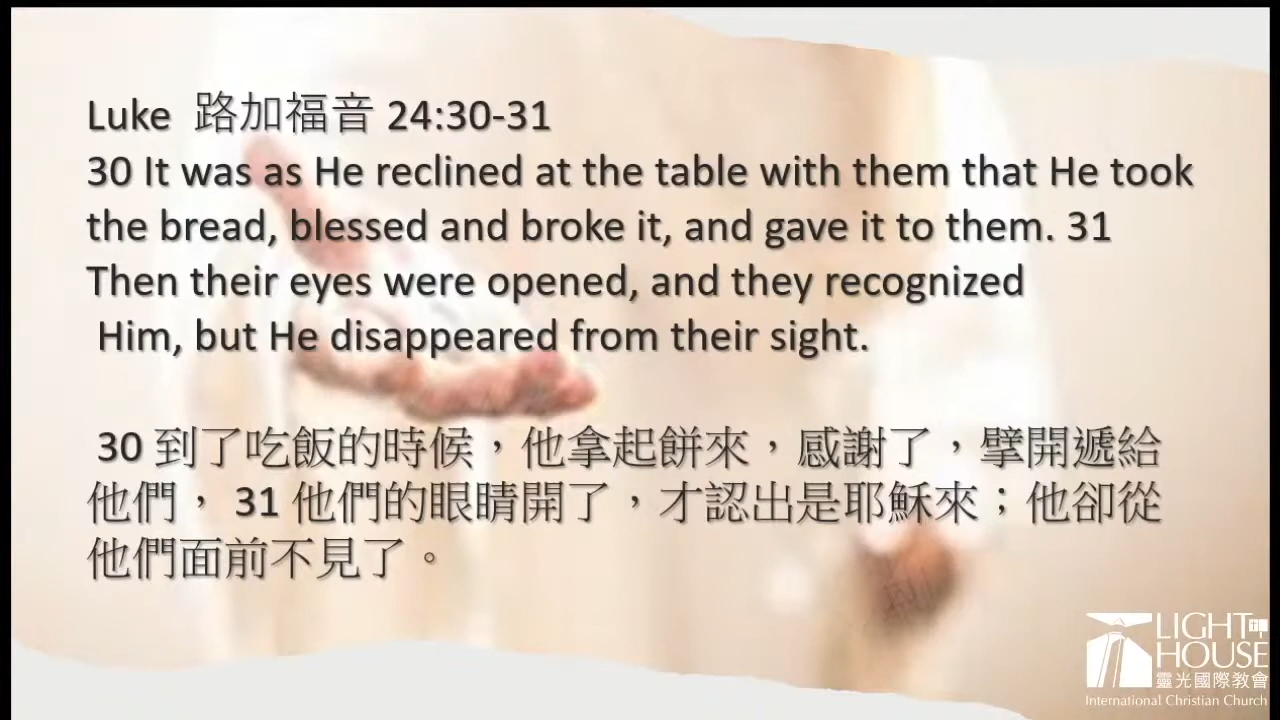 Luke 路加福音 24:30-31
30 It was as He reclined at the table with them that He took
the bread, blessed and broke it, and gave it to them. 31
Then their eyes were opened, and they recognized
Him, but He disappeared from their sight.
30 到了吃飯的時候，他拿起餅來，感謝了，擘開遞給
他們， 31 他們的眼睛開了，才認出是耶穌來；他卻從
他們面前不見了。
LIGHT
HOUSE
靈光國際教會
International Christian Church